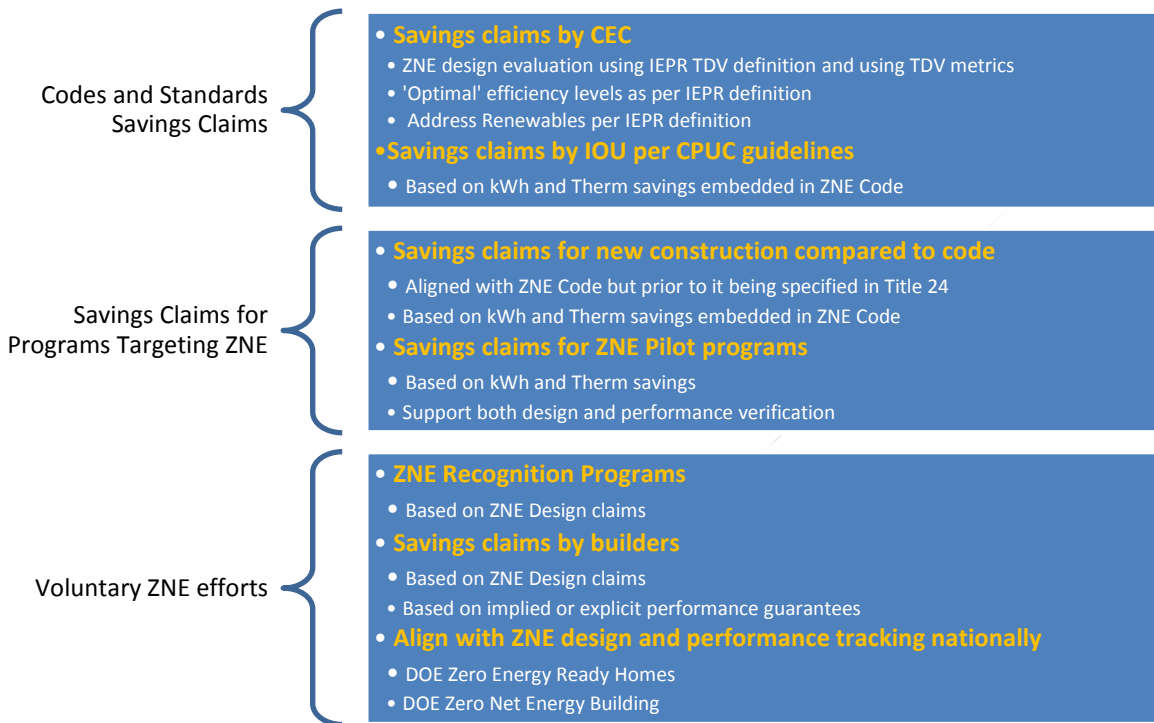 Codes and Standards
Savings Claims
• Savings claims by CEC
• ZNE design evaluation using IEPR TDV definition and using TDV metrics
• 'Optimal' efficiency levels as per IEPR definition
• Address Renewables per IEPR definition
•Savings claims by IOU per CPUC guidelines
• Based on kWh and Therm savings embedded in ZNE Code
Savings Claims for
Programs Targeting ZNE
• Savings claims for new construction compared to code
• Aligned with ZNE Code but prior to it being specified in Title 24
• Based on kWh and Therm savings embedded in ZNE Code
• Savings claims for ZNE Pilot programs
• Based on kWh and Therm savings
• Support both design and performance verification
Voluntary ZNE efforts
• ZNE Recognition Programs
• Based on ZNE Design claims
• Savings claims by builders
• Based on ZNE Design claims
• Based on implied or explicit performance guarantees
• Align with ZNE design and performance tracking nationally
• DOE Zero Energy Ready Homes
• DOE Zero Net Energy Building